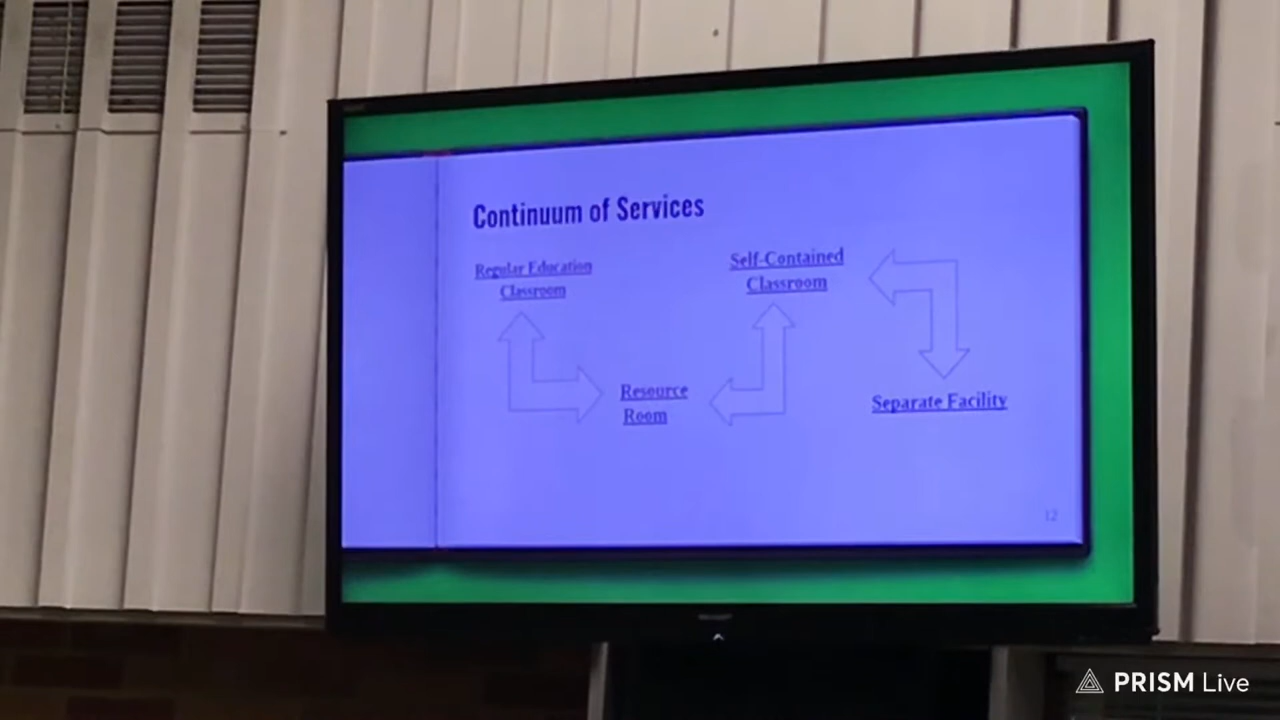 Continuum of Services
Regular Education
Classroom
Self-Contained
Classroom
Resource
Room
Separate Facility
12
PRISM Live